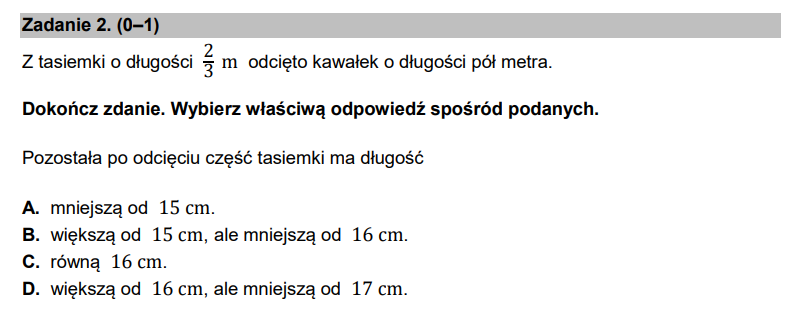 Zadanie 2. (0–1)
Z tasiemki o długości 2/3 m odcięto kawałek o długości pół metra.
Dokończ zdanie. Wybierz właściwą odpowiedź spośród podanych.
Pozostała po odcięciu część tasiemki ma długość
A. mniejszą od 15 cm.
B. większą od 15 cm, ale mniejszą od 16 cm.
C. równą 16 cm.
D. większą od 16 cm, ale mniejszą od 17 cm.